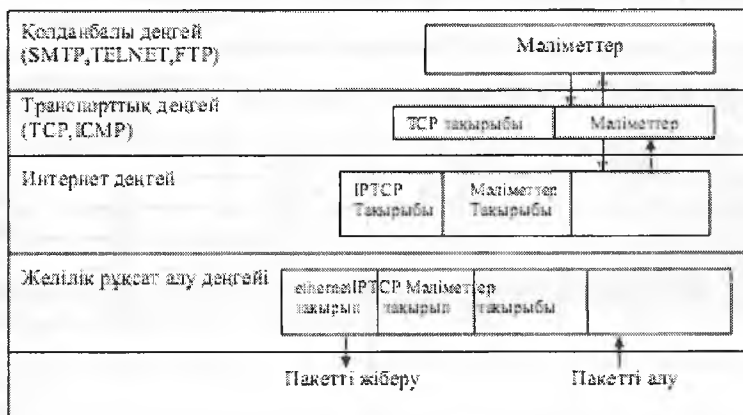 Қолданбалы деңгей
(SMTP,TELNET,FTP)
Мәліметтер
Транспорттық деңгей
(TCP,ICMP)
TCP тақырыбы
Мәліметтер
Интернет деңгей
IPTCP
Тақырыбы
Мәліметтер
Тақырыбы
Желілік рұқсат алу деңгейі
ethernetIPTCP Мәліметтер
тақырып тақырып тақырыбы
Пакетті жіберу
Пакетті алу